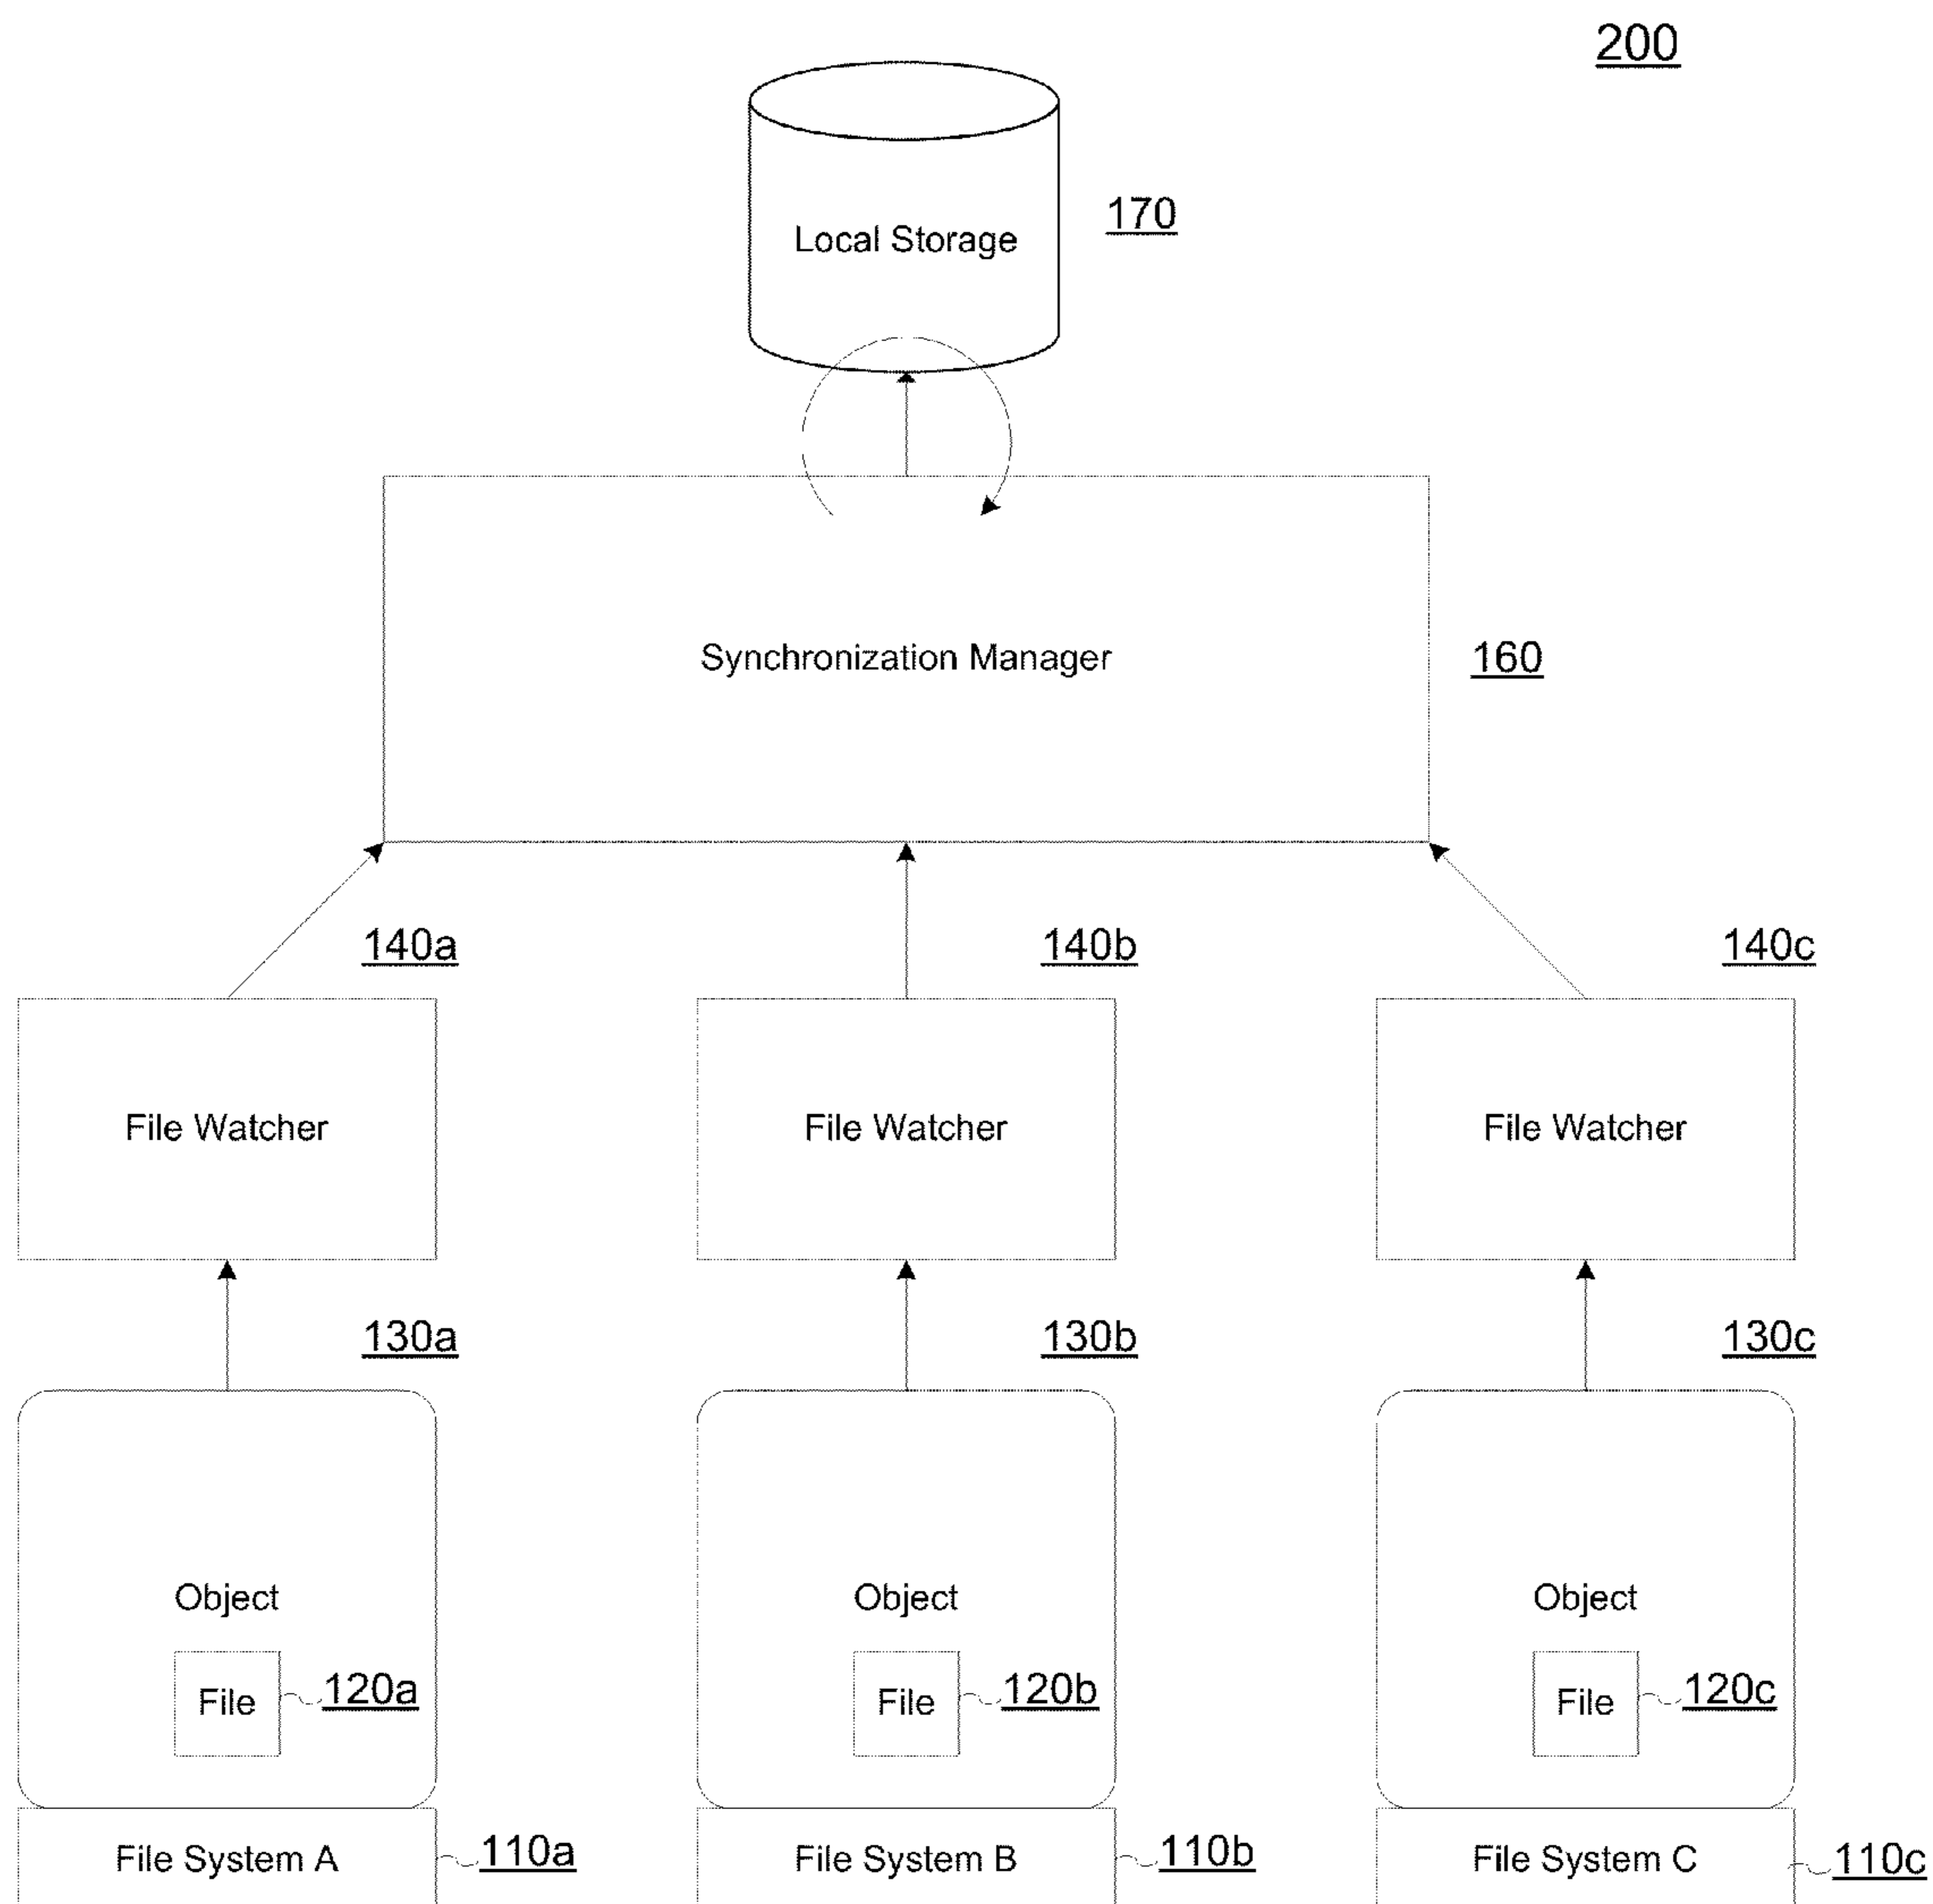 200
Local Storage
170
Synchronization Manager
160
140a
140b
140c
File Watcher
File Watcher
File Watcher
130a
130b
130c
Object
Object
Object
File
120a
File
120b
File
120c
File System A
110a
File System B
110b
File System C
110c